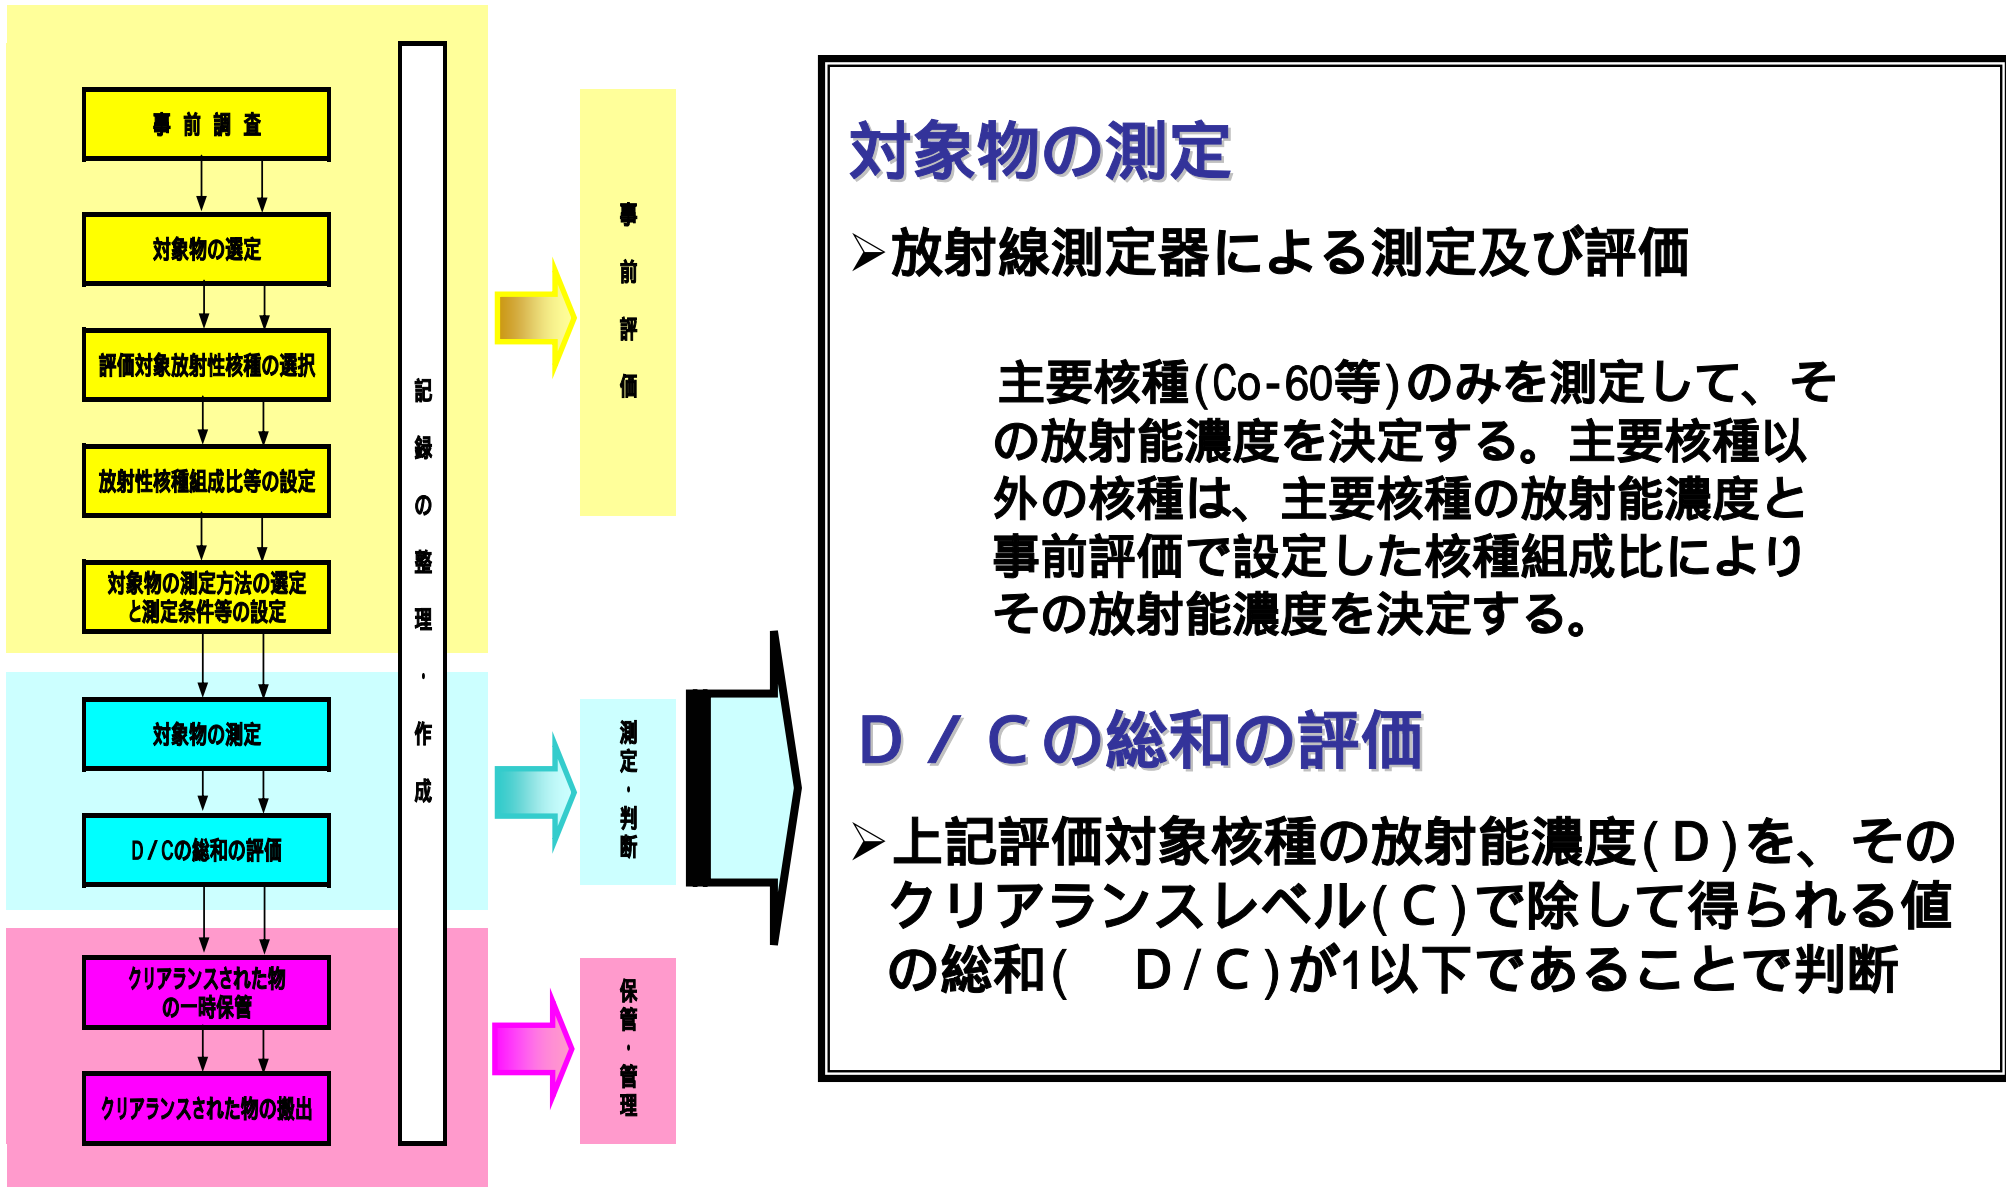 事前調査
対象物の選定
評価対象放射性核種の選択
放射性核種組成比等の設定
対象物の測定方法の選定
と測定条件等の設定
対象物の測定
D/Cの総和の評価
クリアランスされた物
の一時保管
クリアランスされた物の搬出
記録の整理・作成
事前評価
測定・判断
保管・管理
対象物の測定
➢放射線測定器による測定及び評価
主要核種(Co-60等)のみを測定して、そ
の放射能濃度を決定する。主要核種以
外の核種は、主要核種の放射能濃度と
事前評価で設定した核種組成比により
その放射能濃度を決定する。
D/Cの総和の評価
➢上記評価対象核種の放射能濃度(D)を、その
クリアランスレベル(C)で除して得られる値
の総和(　D/C)が1以下であることで判断